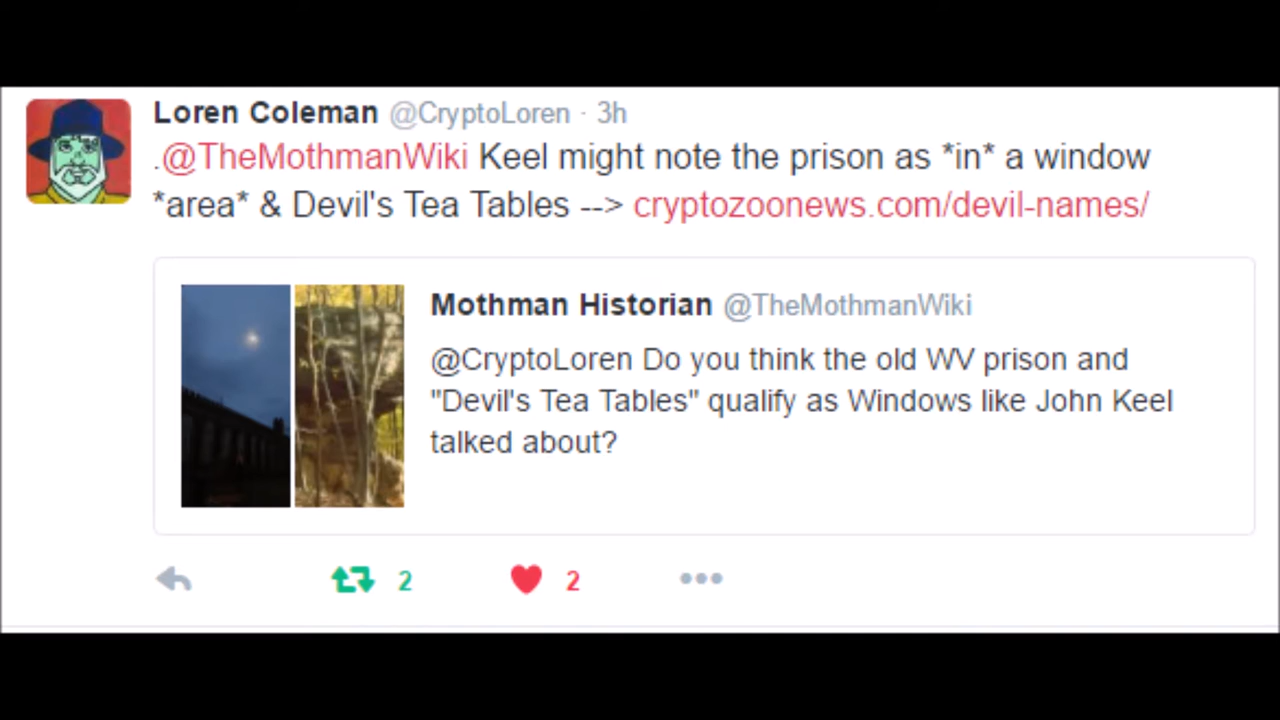 Loren Coleman @CryptoLoren · 3h
.@TheMothmanWiki Keel might note the prison as *in* a window
*area* & Devil's Tea Tables --> cryptozoonews.com/devil-names/
Mothman Historian @TheMothmanWiki
@CryptoLoren Do you think the old WV prison and
"Devil's Tea Tables" qualify as Windows like John Keel
talked about?
2 2